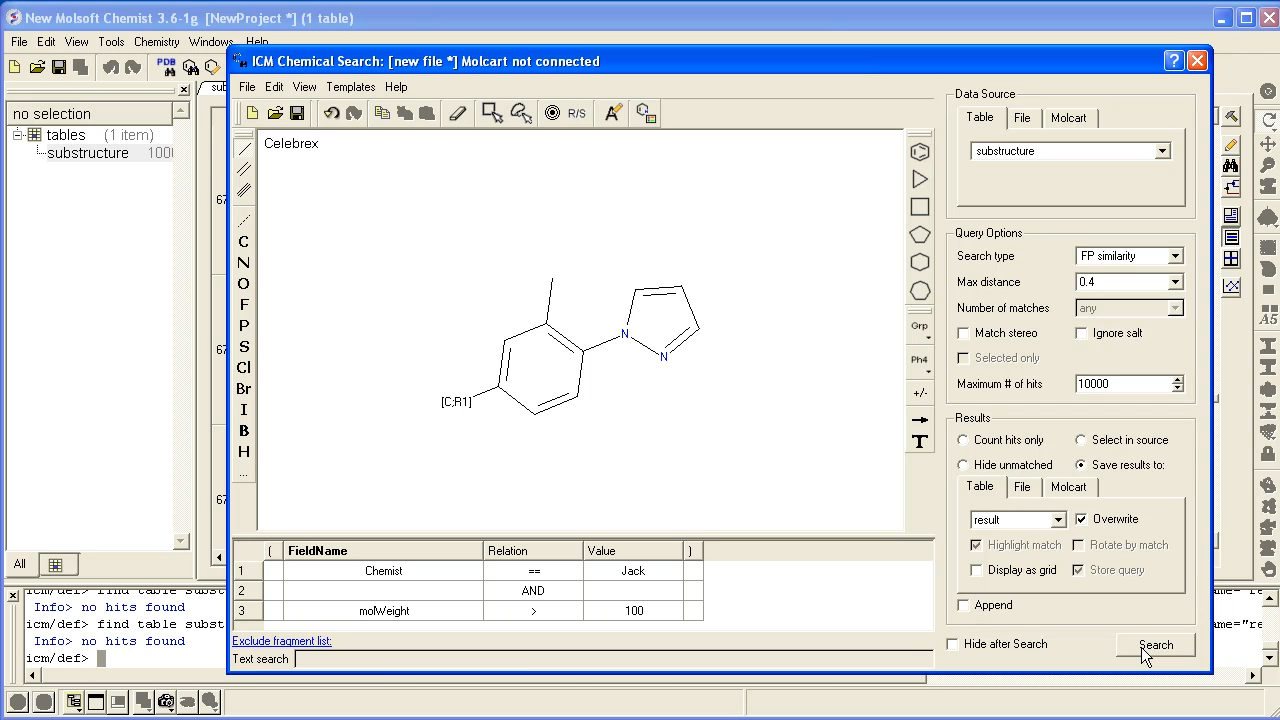 New Molsoft Chemist 3.6-1g [NewProject *] (1 table)
File Edit View Tools Chemistry Windows Help
PDB
no selection
tables (1 item)
substructure
All
Info> no hits found
icm/def> find table subst
Info> no hits found
icm/def>
ICM Chemical Search: [new file *] Molcart not connected
File Edit View Templates Help
R/S
Celebrex
C
N
O
F
P
S
Cl
Br
I
B
H
...
N
N
[C;R1]
Grp
Ph4
+/-
T
( FieldName Relation Value )
1 Chemist == Jack
2 AND
3 molWeight > 100
Exclude fragment list:
Text search
Data Source
Table File Molcart
substructure
Query Options
Search type FP similarity
Max distance 0.4
Number of matches any
Match stereo Ignore salt
Selected only
Maximum # of hits 10000
Results
Count hits only Select in source
Hide unmatched Save results to:
Table File Molcart
result Overwrite
Highlight match Rotate by match
Display as grid Store query
Append
Hide after Search Search
A5